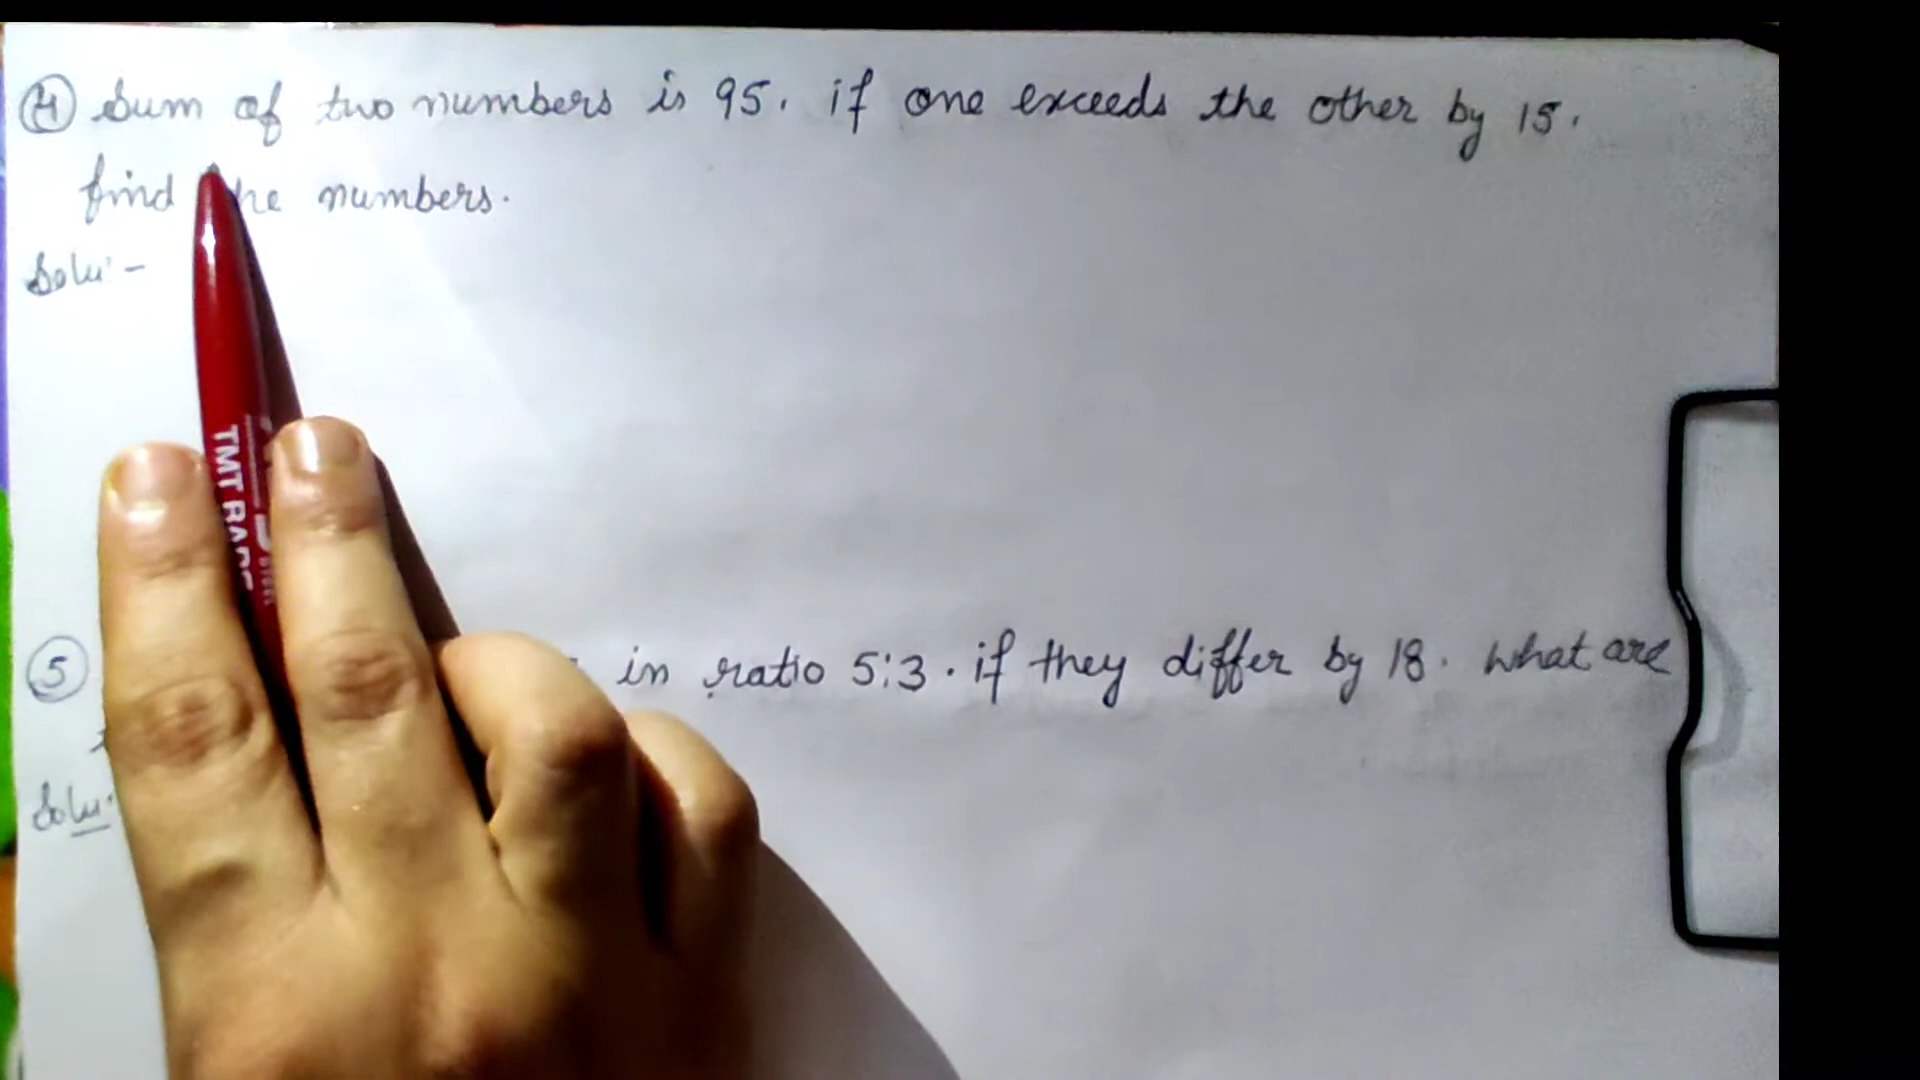 4 Sum of two numbers is 95. if one exceeds the other by 15.
find the numbers.
Solu:-
TMT BARS
5 in ratio 5:3. if they differ by 18. what are
Solu: